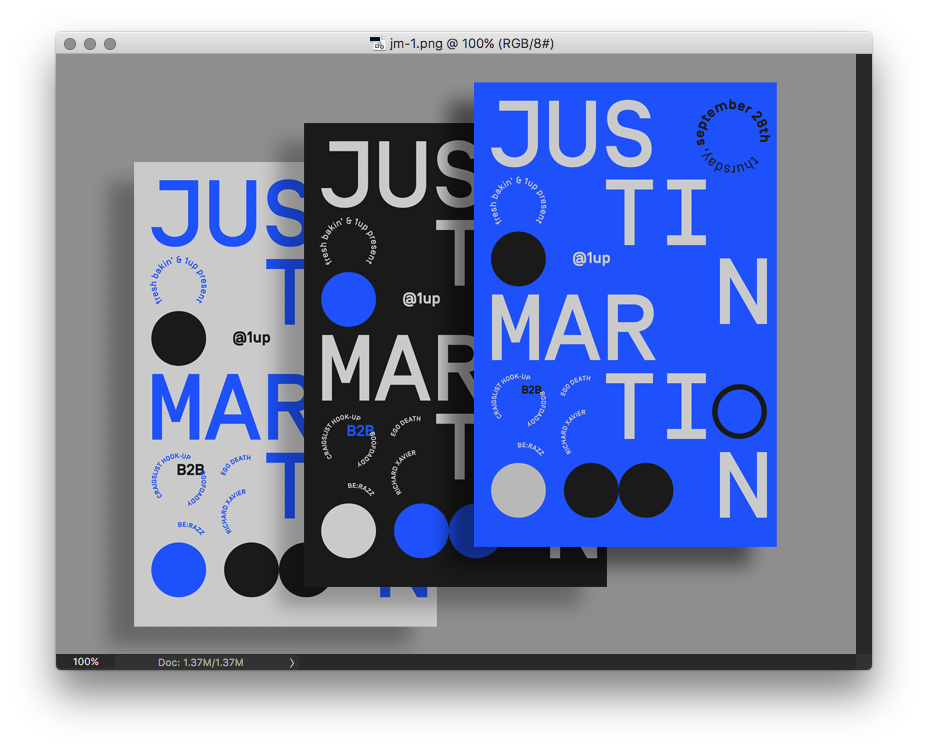 jm-1.png @ 100% (RGB/8#)
JUS
fresh bakin' & 1up present
T
@1up
MAR
CRAIGSLIST HOOK-UP
B2B
BOOFDADDY
EGO DEATH
T
RICHARD XAVIER
BE:RAZZ
N
JUS
fresh bakin' & 1up present
T
@1up
MAR
CRAIGSLIST HOOK-UP
B2B
BOOFDADDY
EGO DEATH
T
RICHARD XAVIER
BE:RAZZ
N
JUS
thursday, september 28th
fresh bakin' & 1up present
TI
@1up
N
MAR
CRAIGSLIST HOOK-UP
B2B
BOOFDADDY
EGO DEATH
TI
RICHARD XAVIER
BE:RAZZ
N
100%
Doc: 1.37M/1.37M